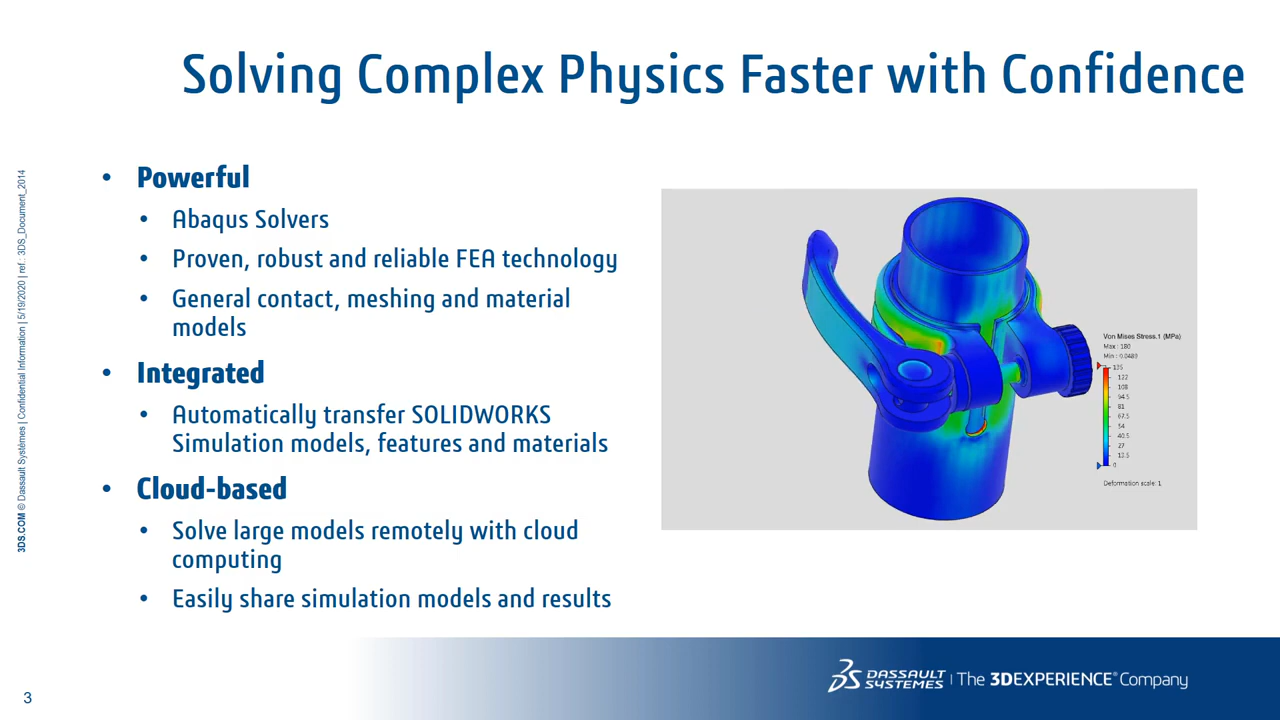 Solving Complex Physics Faster with Confidence
• Powerful
• Abaqus Solvers
• Proven, robust and reliable FEA technology
• General contact, meshing and material
models
• Integrated
• Automatically transfer SOLIDWORKS
Simulation models, features and materials
• Cloud-based
• Solve large models remotely with cloud
computing
• Easily share simulation models and results
Von Mises Stress.1 (MPa)
Max : 180
Min : 0.0489
135
122
108
94.5
81
67.5
54
40.5
27
13.5
0
Deformation scale: 1
3DS.COM © Dassault Systèmes | Confidential Information | 5/19/2020 | ref.: 3DS_Document_2014
3
DASSAULT
SYSTEMES | The 3DEXPERIENCE® Company